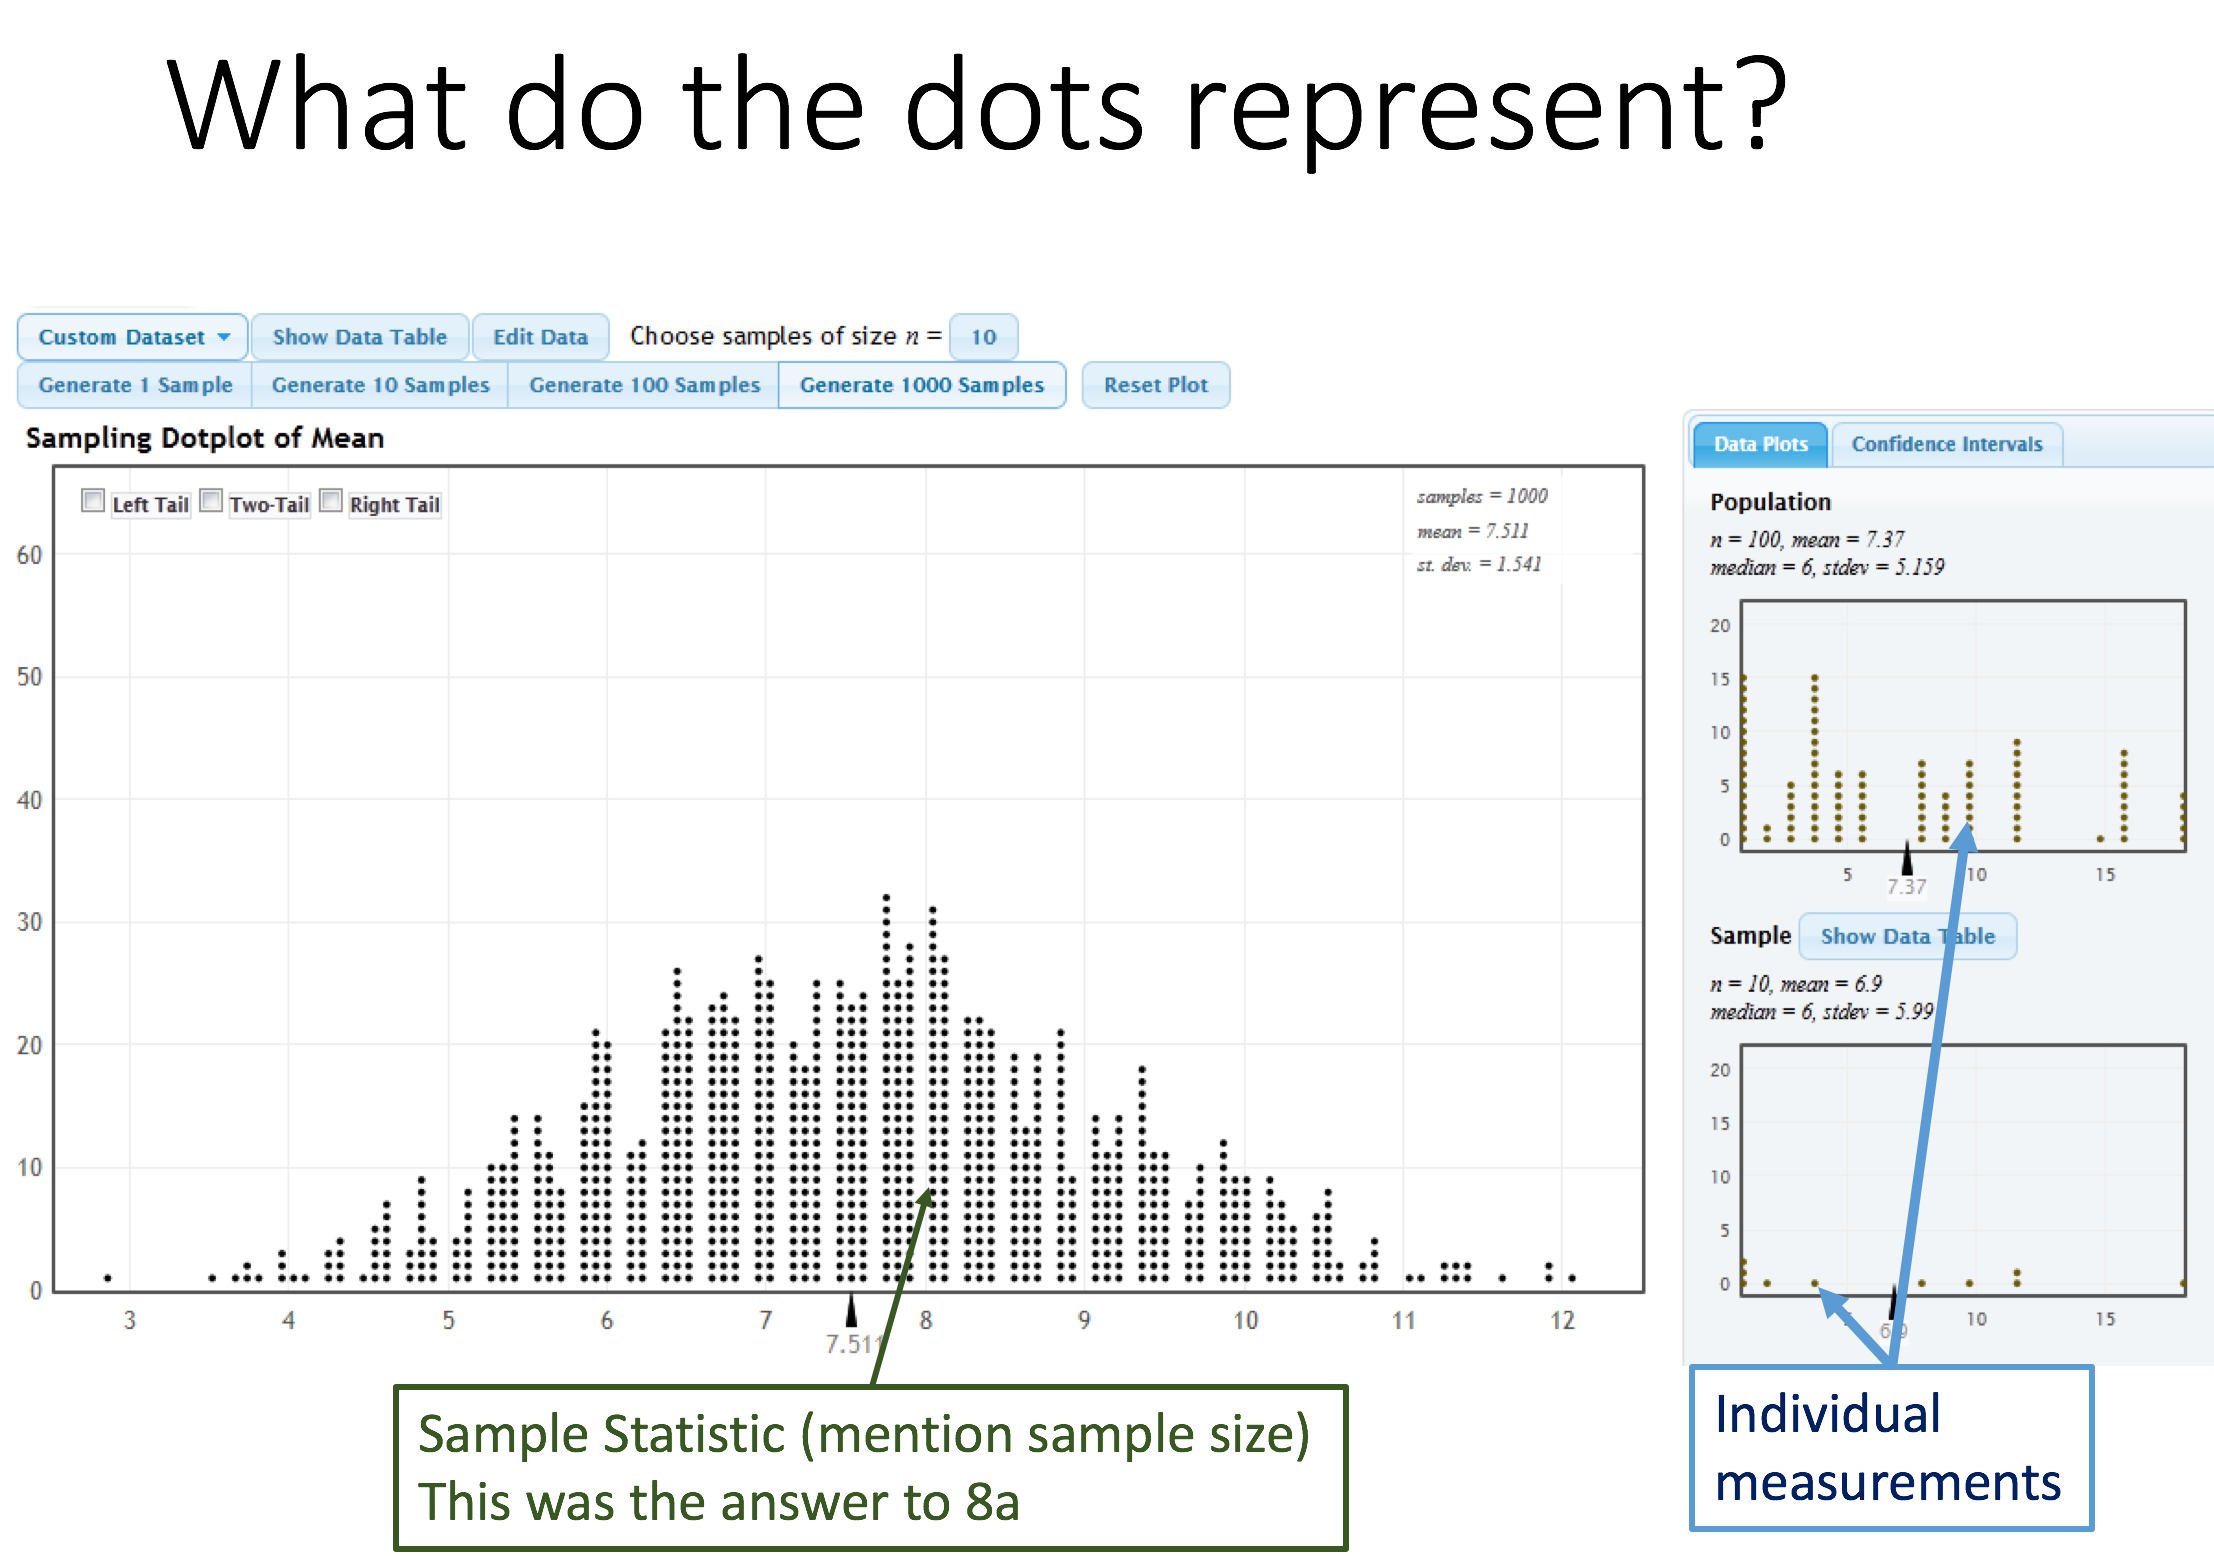 What do the dots represent?
Custom Dataset Show Data Table Edit Data Choose samples of size n = 10
Generate 1 Sample Generate 10 Samples Generate 100 Samples Generate 1000 Samples Reset Plot
Sampling Dotplot of Mean
Left Tail Two-Tail Right Tail
samples = 1000
mean = 7.511
st. dev. = 1.541
60
50
40
30
20
10
0
3 4 5 6 7 8 9 10 11 12
7.511
Sample Statistic (mention sample size)
This was the answer to 8a
Data Plots Confidence Intervals
Population
n = 100, mean = 7.37
median = 6, stdev = 5.159
20
15
10
5
0
5 10 15
7.37
Sample Show Data Table
n = 10, mean = 6.9
median = 6, stdev = 5.99
20
15
10
5
0
10 15
6.9
Individual
measurements